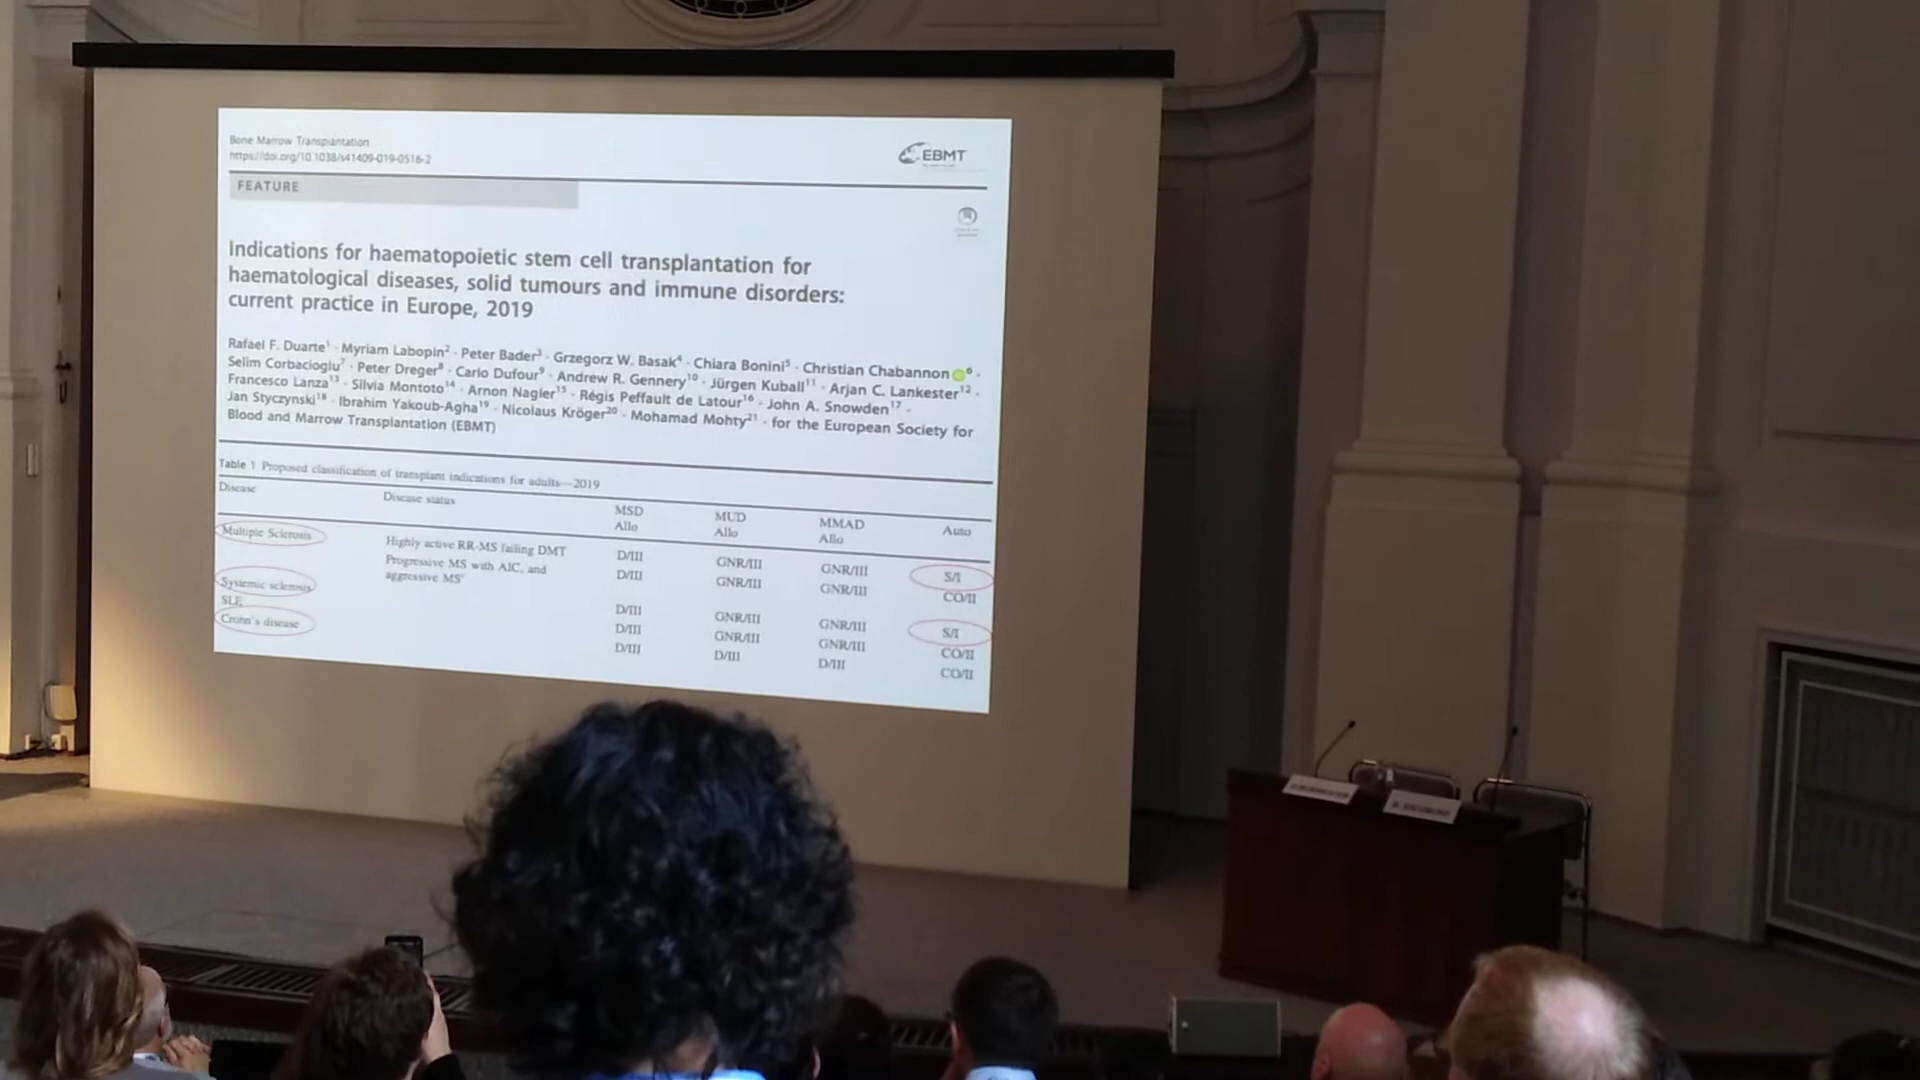 Bone Marrow Transplantation
https://doi.org/10.1038/s41409-019-0516-2
EBMT
FEATURE
Indications for haematopoietic stem cell transplantation for
haematological diseases, solid tumours and immune disorders:
current practice in Europe, 2019
Rafael F. Duarte1 · Myriam Labopin2 · Peter Bader3 · Grzegorz W. Basak4 · Chiara Bonini5 · Christian Chabannon 6 ·
Selim Corbacioglu7 · Peter Dreger8 · Carlo Dufour9 · Andrew R. Gennery10 · Jürgen Kuball11 · Arjan C. Lankester12 ·
Francesco Lanza13 · Silvia Montoto14 · Arnon Nagler15 · Régis Peffault de Latour16 · John A. Snowden17 ·
Jan Styczynski18 · Ibrahim Yakoub-Agha19 · Nicolaus Kröger20 · Mohamad Mohty21 · for the European Society for
Blood and Marrow Transplantation (EBMT)
Table 1 Proposed classification of transplant indications for adults—2019
Disease Disease status MSD Allo MUD Allo MMAD Allo Auto
Multiple Sclerosis Highly active RR-MS failing DMT D/III GNR/III GNR/III S/I
Progressive MS with AIC, and D/III GNR/III GNR/III CO/II
aggressive MSc
Systemic sclerosis D/III GNR/III GNR/III S/I
SLE D/III GNR/III GNR/III CO/II
Crohn's disease D/III D/III D/III CO/II